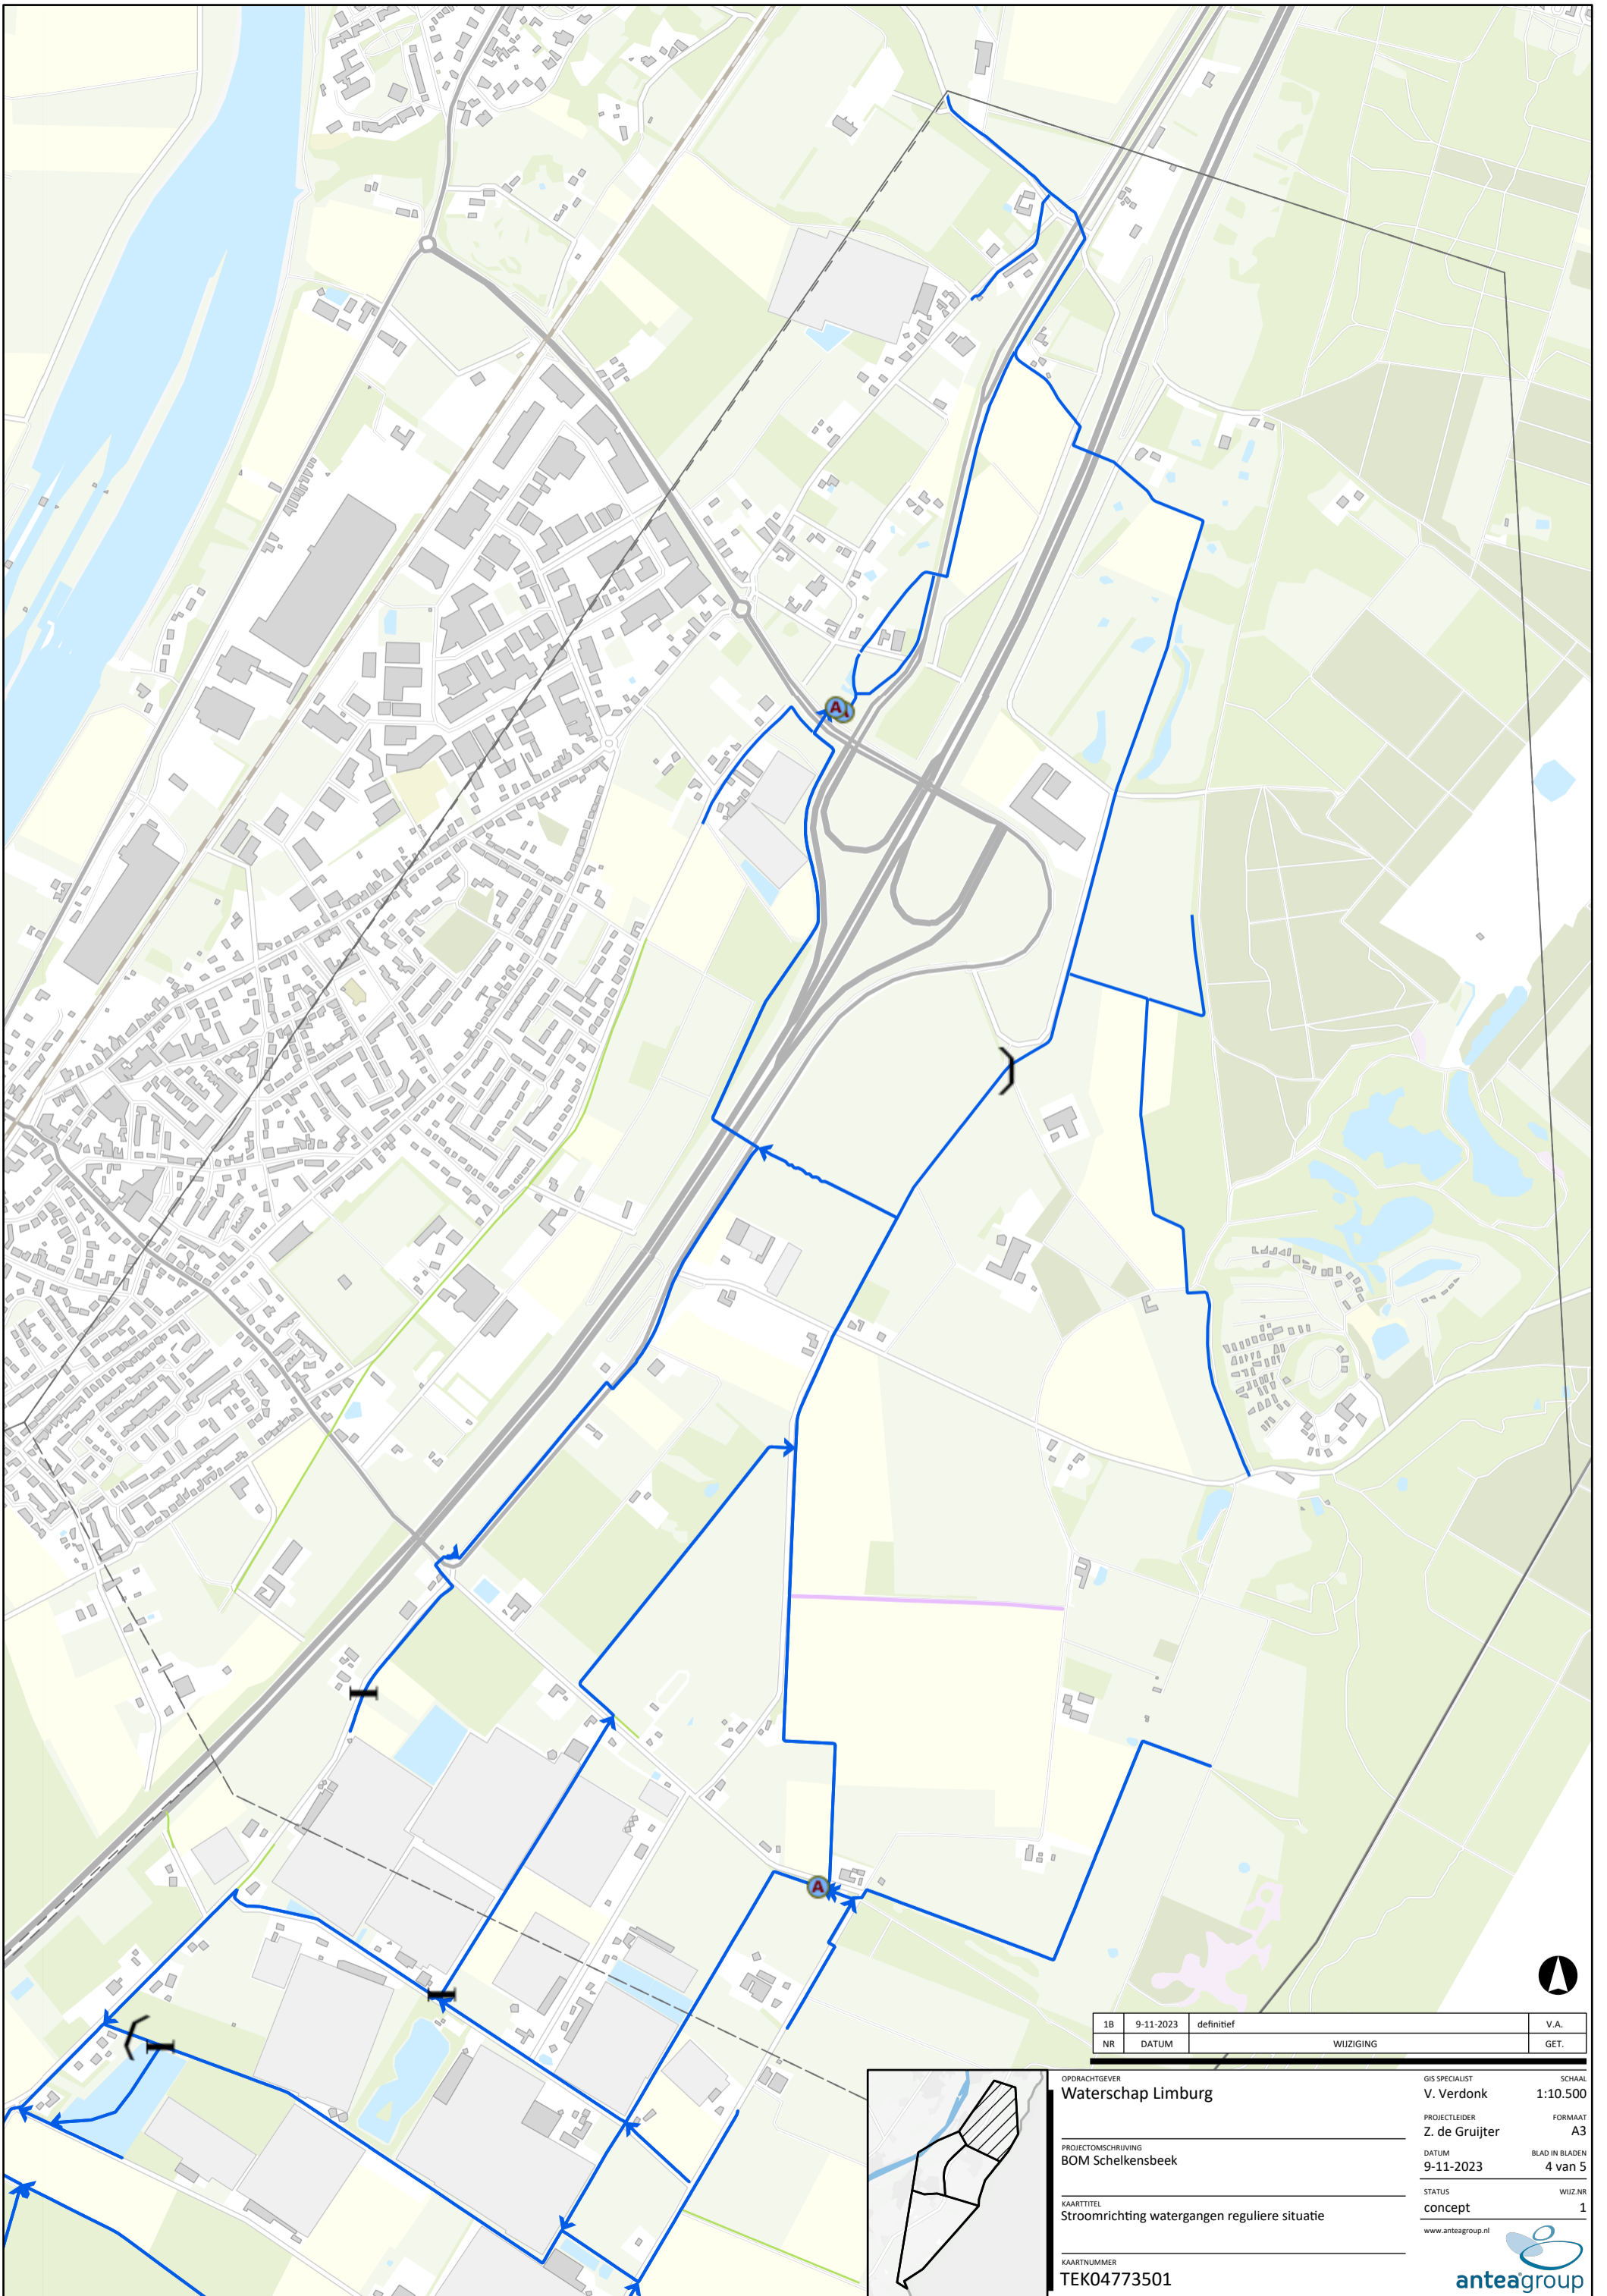 A
A
1B 9-11-2023 definitief V.A.
NR DATUM WIJZIGING GET.
OPDRACHTGEVER
Waterschap Limburg
PROJECTOMSCHRIJVING
BOM Schelkensbeek
KAARTTITEL
Stroomrichting watergangen reguliere situatie
KAARTNUMMER
TEK04773501
GIS SPECIALIST SCHAAL
V. Verdonk 1:10.500
PROJECTLEIDER FORMAAT
Z. de Gruijter A3
DATUM BLAD IN BLADEN
9-11-2023 4 van 5
STATUS WIJZ.NR
concept 1
www.anteagroup.nl
anteagroup